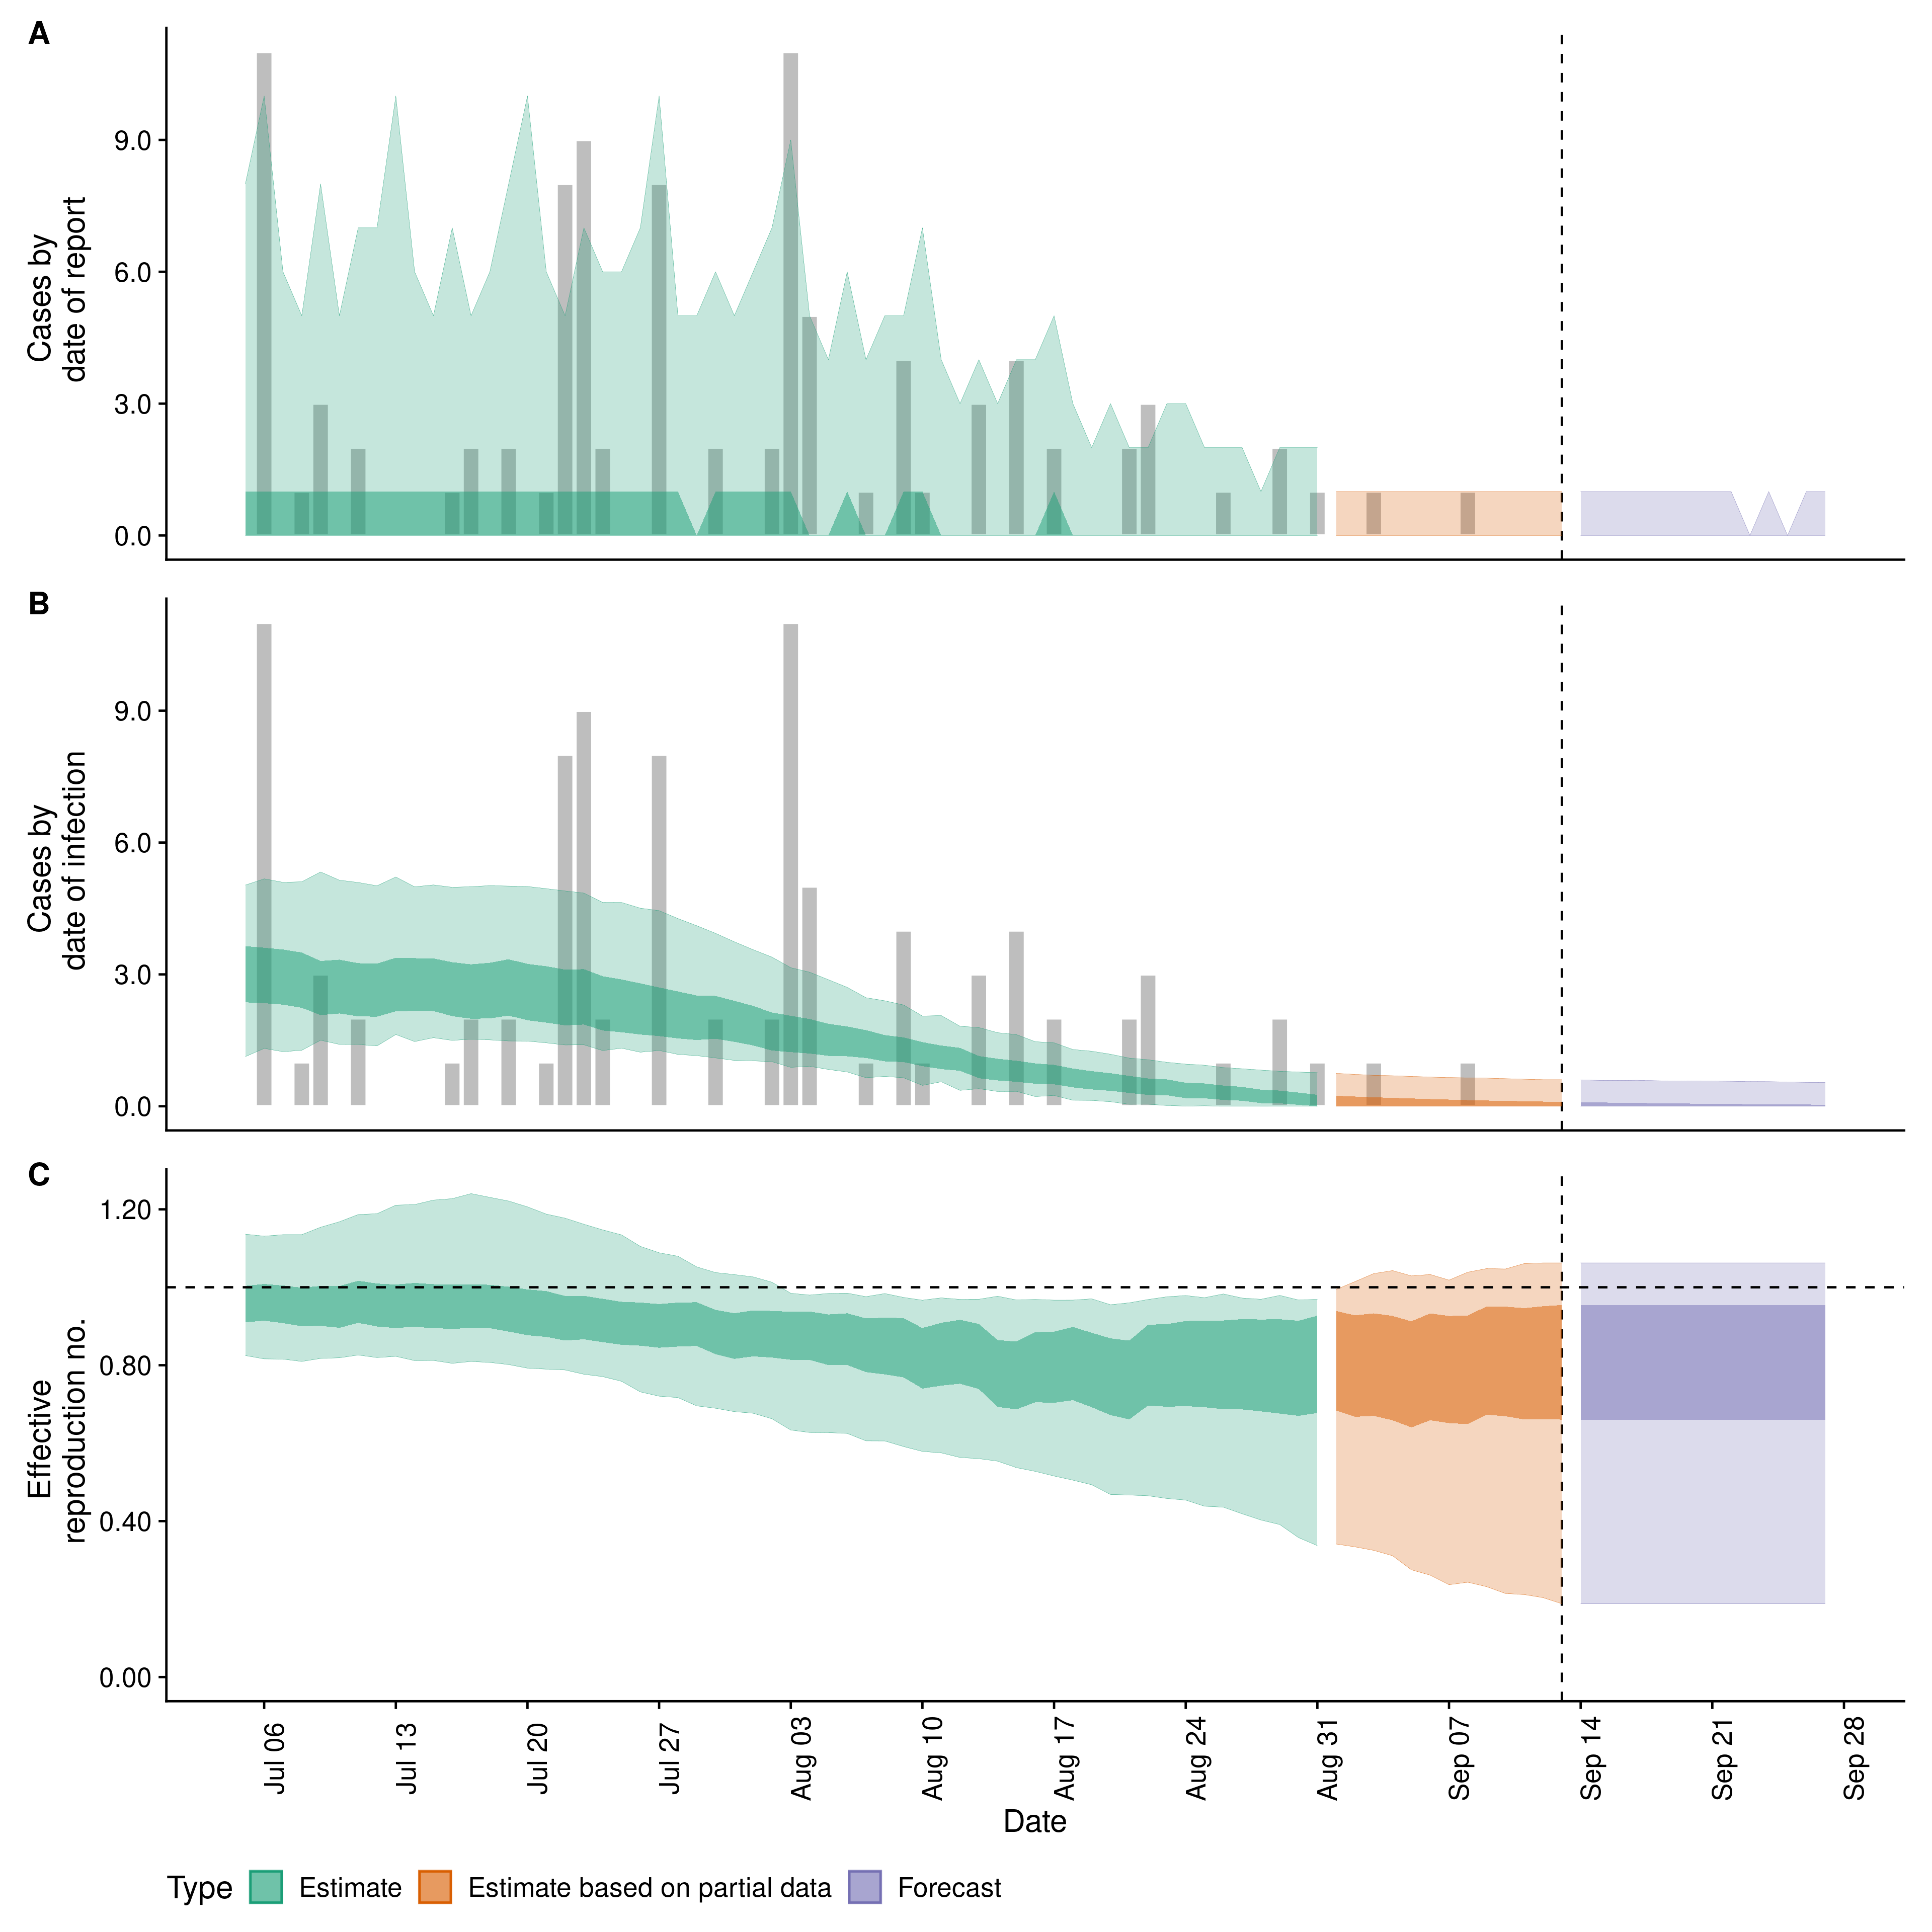 A
Cases by
date of report
9.0
6.0
3.0
0.0
B
Cases by
date of infection
9.0
6.0
3.0
0.0
C
Effective
reproduction no.
1.20
0.80
0.40
0.00
Jul 06
Jul 13
Jul 20
Jul 27
Aug 03
Aug 10
Aug 17
Aug 24
Aug 31
Sep 07
Sep 14
Sep 21
Sep 28
Date
Type Estimate Estimate based on partial data Forecast